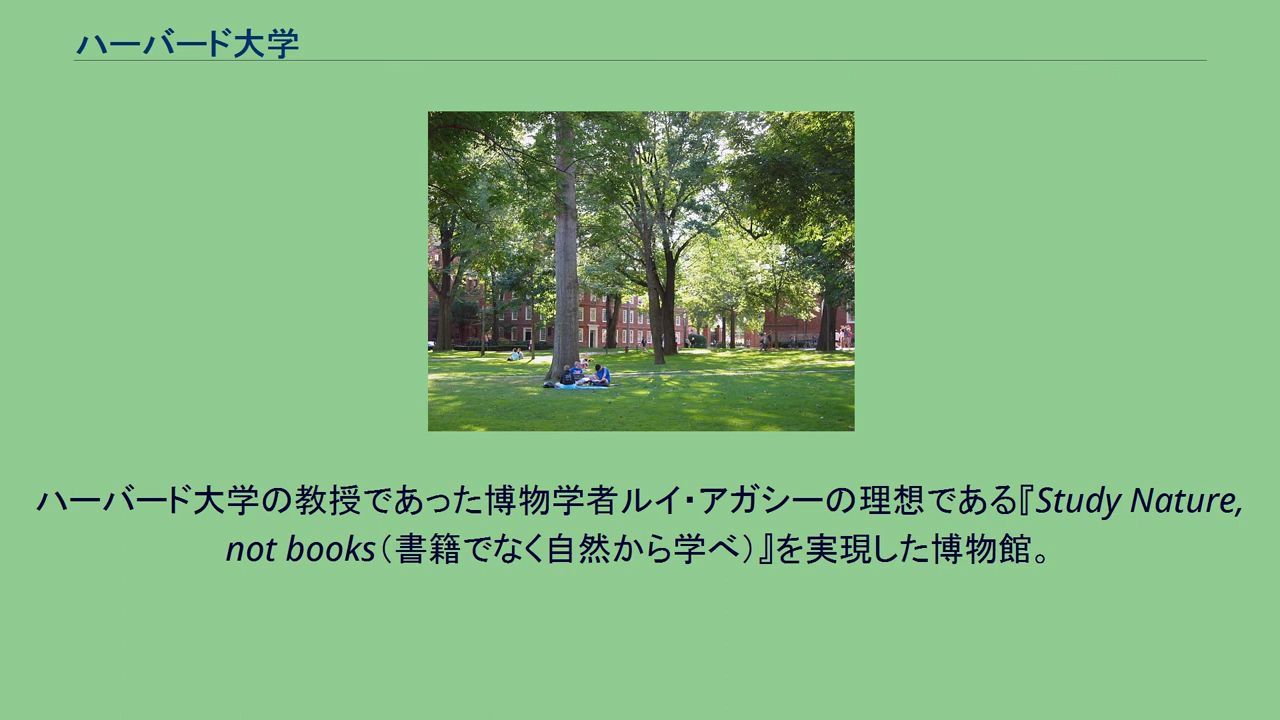 ハーバード大学
ハーバード大学の教授であった博物学者ルイ・アガシーの理想である『Study Nature,
not books（書籍でなく自然から学べ）』を実現した博物館。